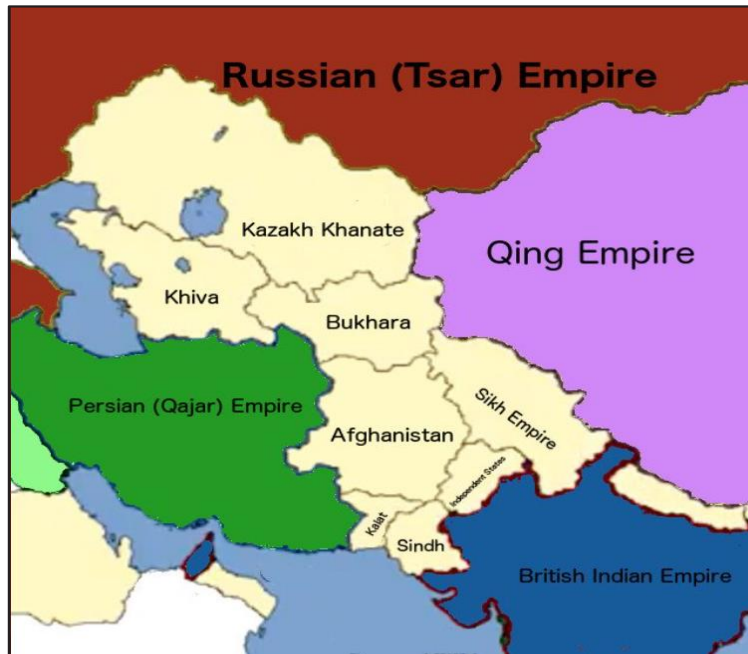 Russian (Tsar) Empire
Kazakh Khanate
Qing Empire
Khiva
Bukhara
Persian (Qajar) Empire
Sikh Empire
Afghanistan
Independent States
Kalat
Sindh
British Indian Empire